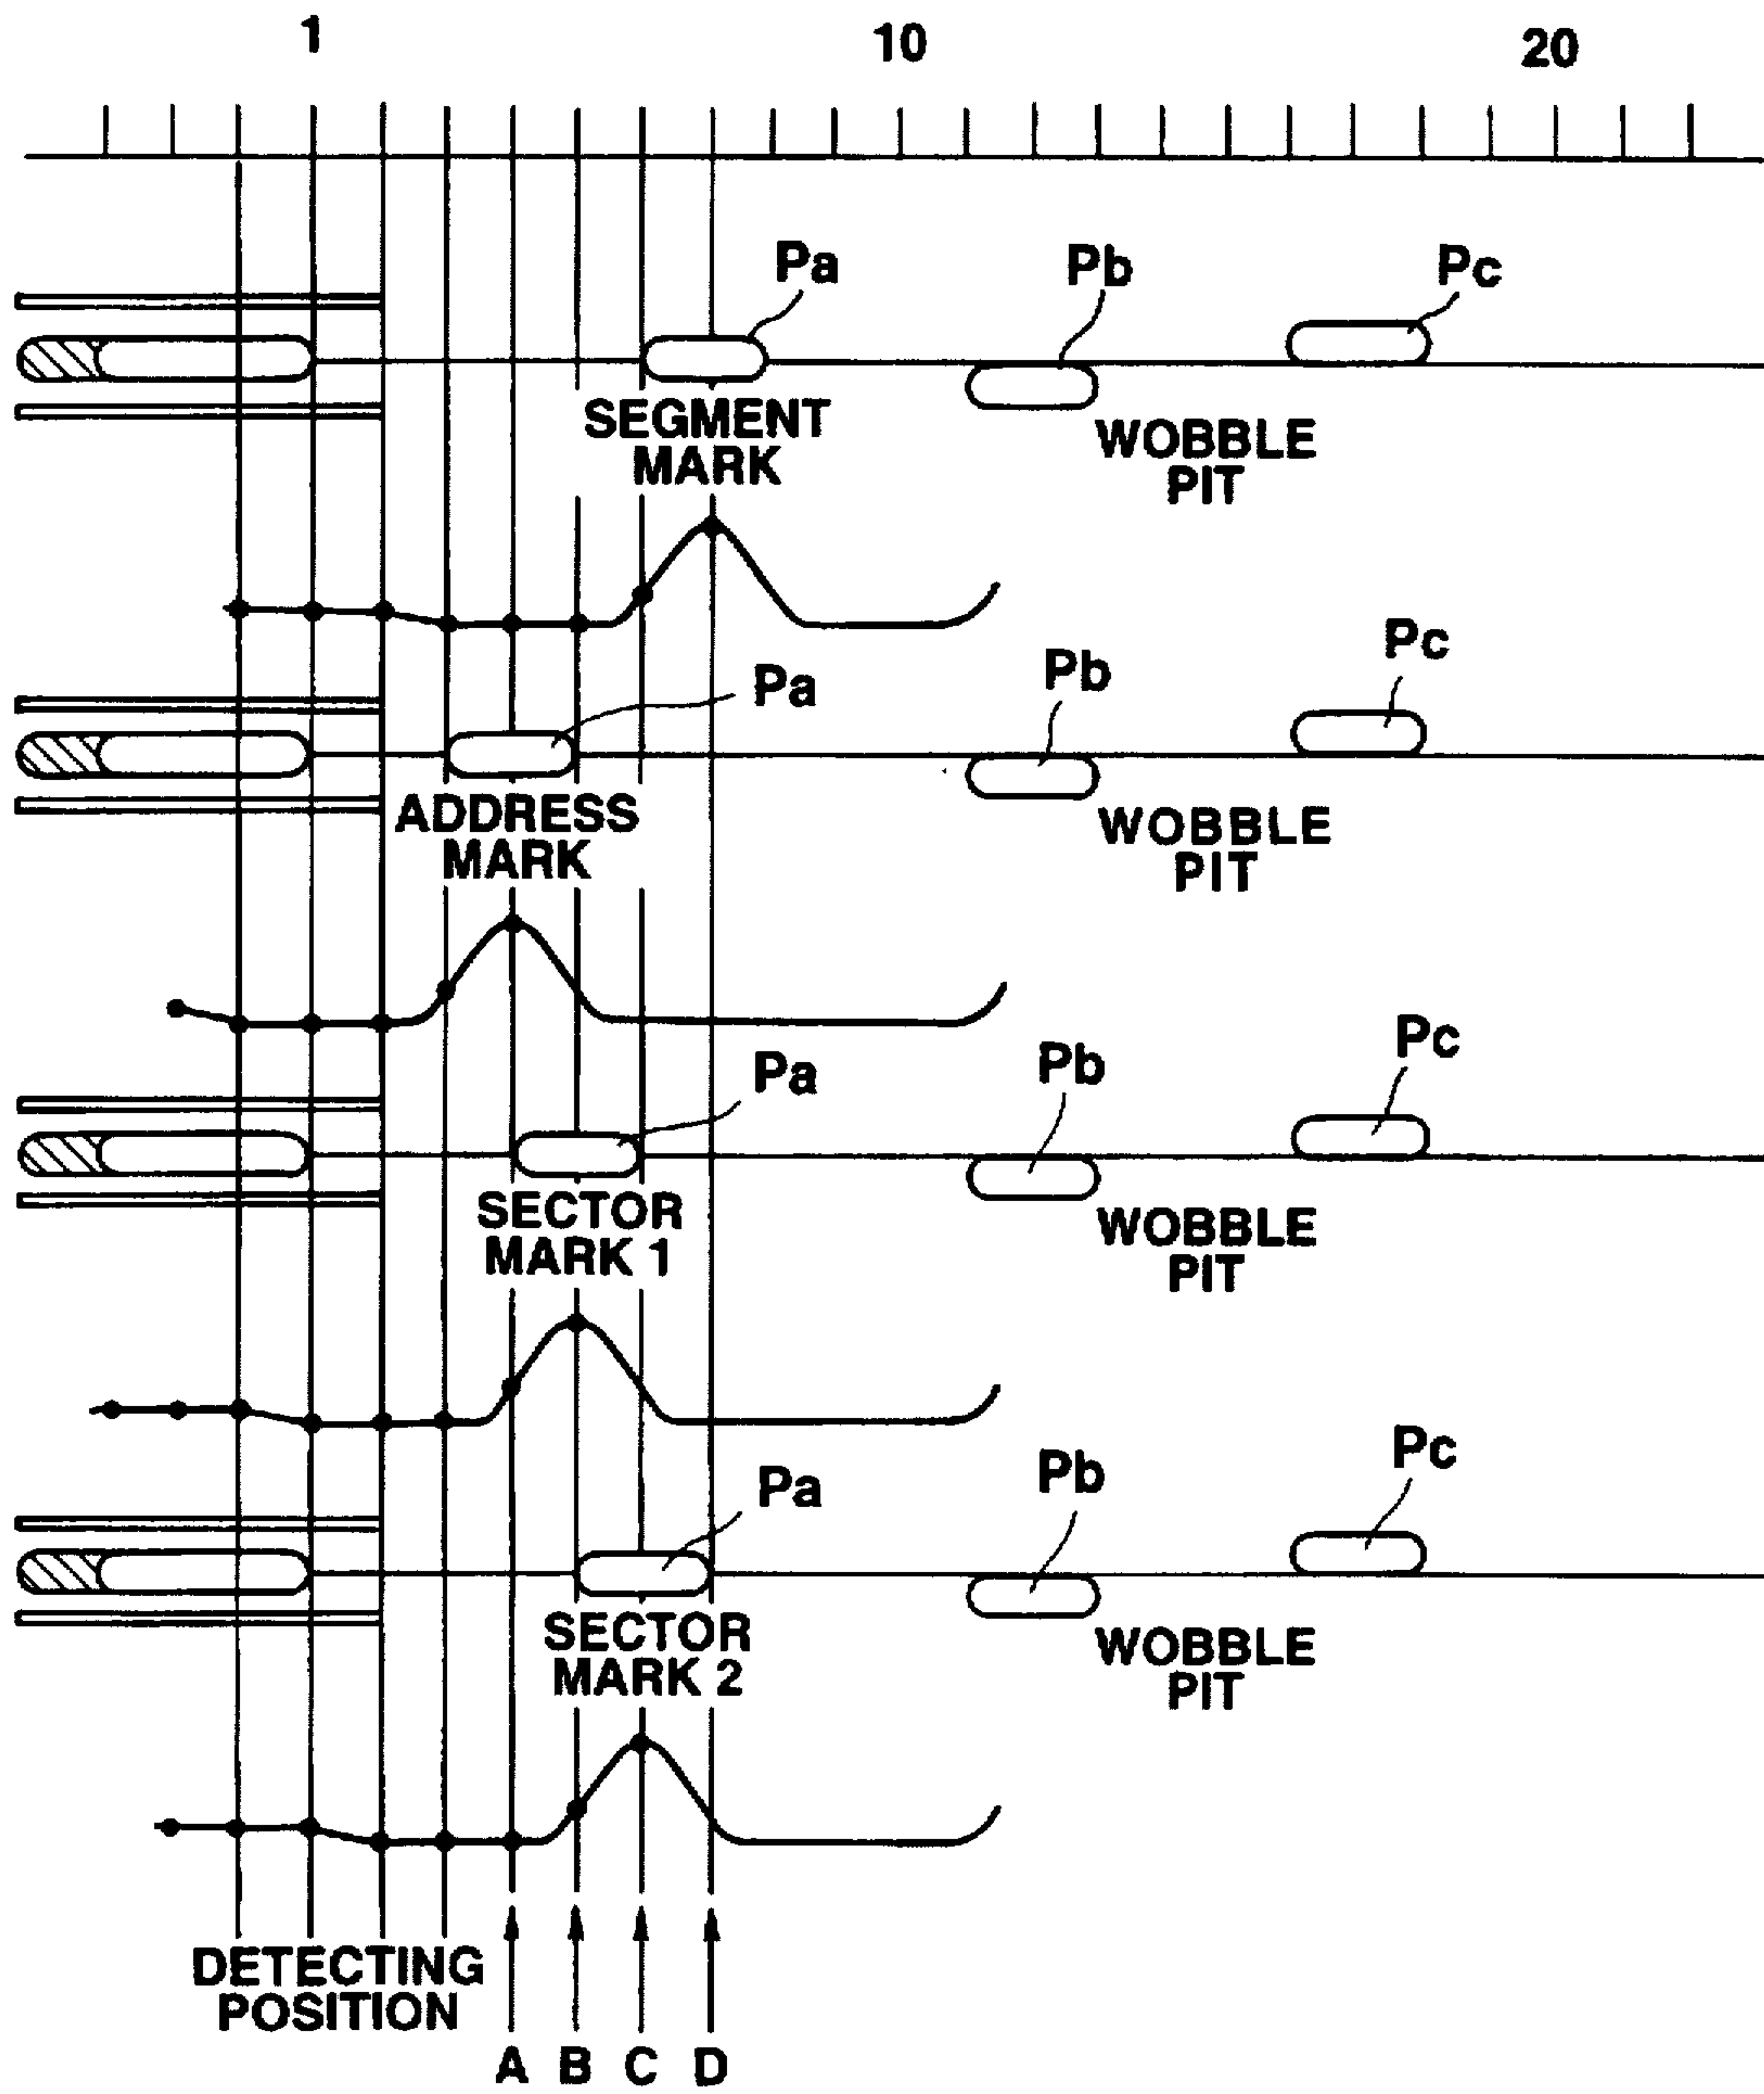 1 10 20
Pa Pb Pc
SEGMENT
MARK
WOBBLE
PIT
Pa Pb Pc
ADDRESS
MARK
WOBBLE
PIT
Pa Pb Pc
SECTOR
MARK 1
WOBBLE
PIT
Pa Pb Pc
SECTOR
MARK 2
WOBBLE
PIT
DETECTING
POSITION
A B C D